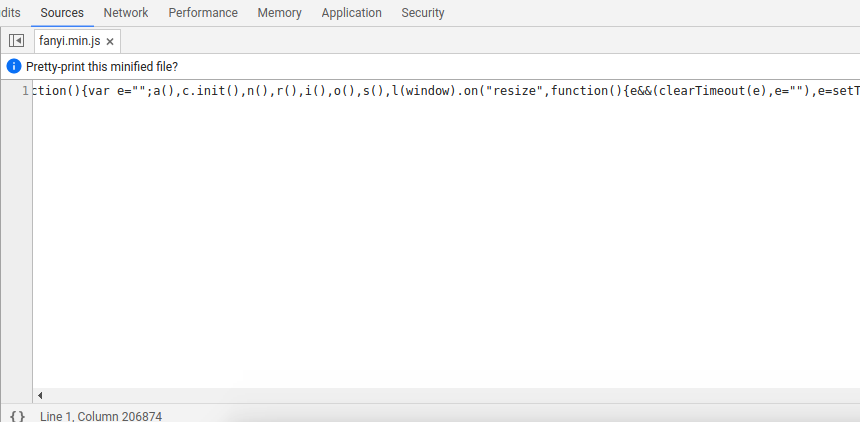 dits Sources Network Performance Memory Application Security
fanyi.min.js ×
Pretty-print this minified file?
1 ction(){var e="";a(),c.init(),n(),r(),i(),o(),s(),l(window).on("resize",function(){e&&(clearTimeout(e),e=""),e=setT
{} Line 1, Column 206874